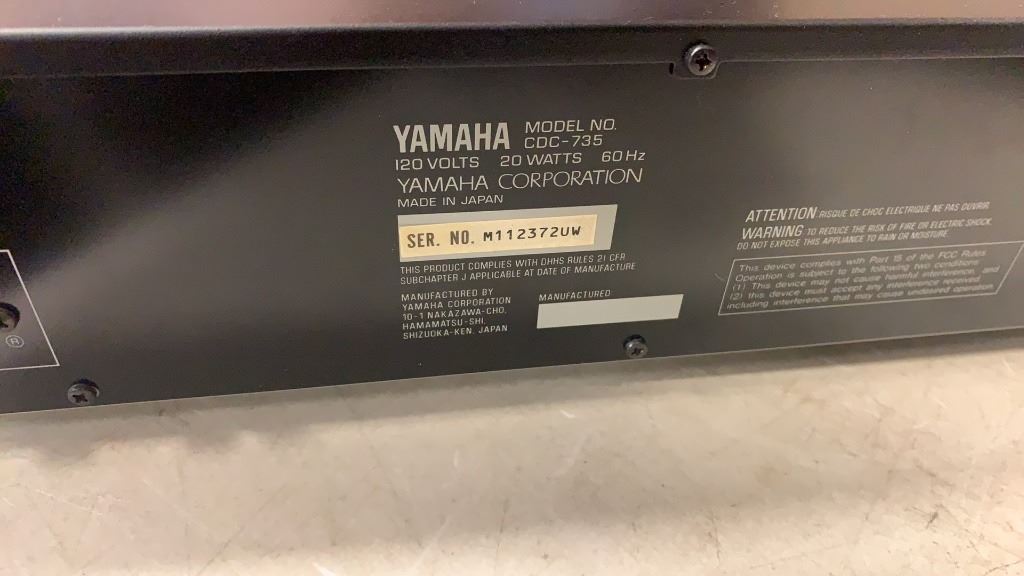 YAMAHA MODEL NO. CDC-735
120 VOLTS 20 WATTS 60Hz
YAMAHA CORPORATION
MADE IN JAPAN
SER. NO. M112372UW
THIS PRODUCT COMPLIES WITH DHHS RULES 21 CFR
SUBCHAPTER J APPLICABLE AT DATE OF MANUFACTURE
MANUFACTURED BY
YAMAHA CORPORATION
10-1 NAKAZAWA-CHO,
HAMAMATSU-SHI,
SHIZUOKA-KEN, JAPAN
MANUFACTURED
ATTENTION RISQUE DE CHOC ELECTRIQUE NE PAS OUVRIR.
WARNING TO REDUCE THE RISK OF FIRE OR ELECTRIC SHOCK,
DO NOT EXPOSE THIS APPLIANCE TO RAIN OR MOISTURE.
This device complies with Part 15 of the FCC Rules
Operation is subject to the following two conditions
(1) This device may not cause harmful interference, and
(2) this device must accept any interference received,
including interference that may cause undesired operation.
®